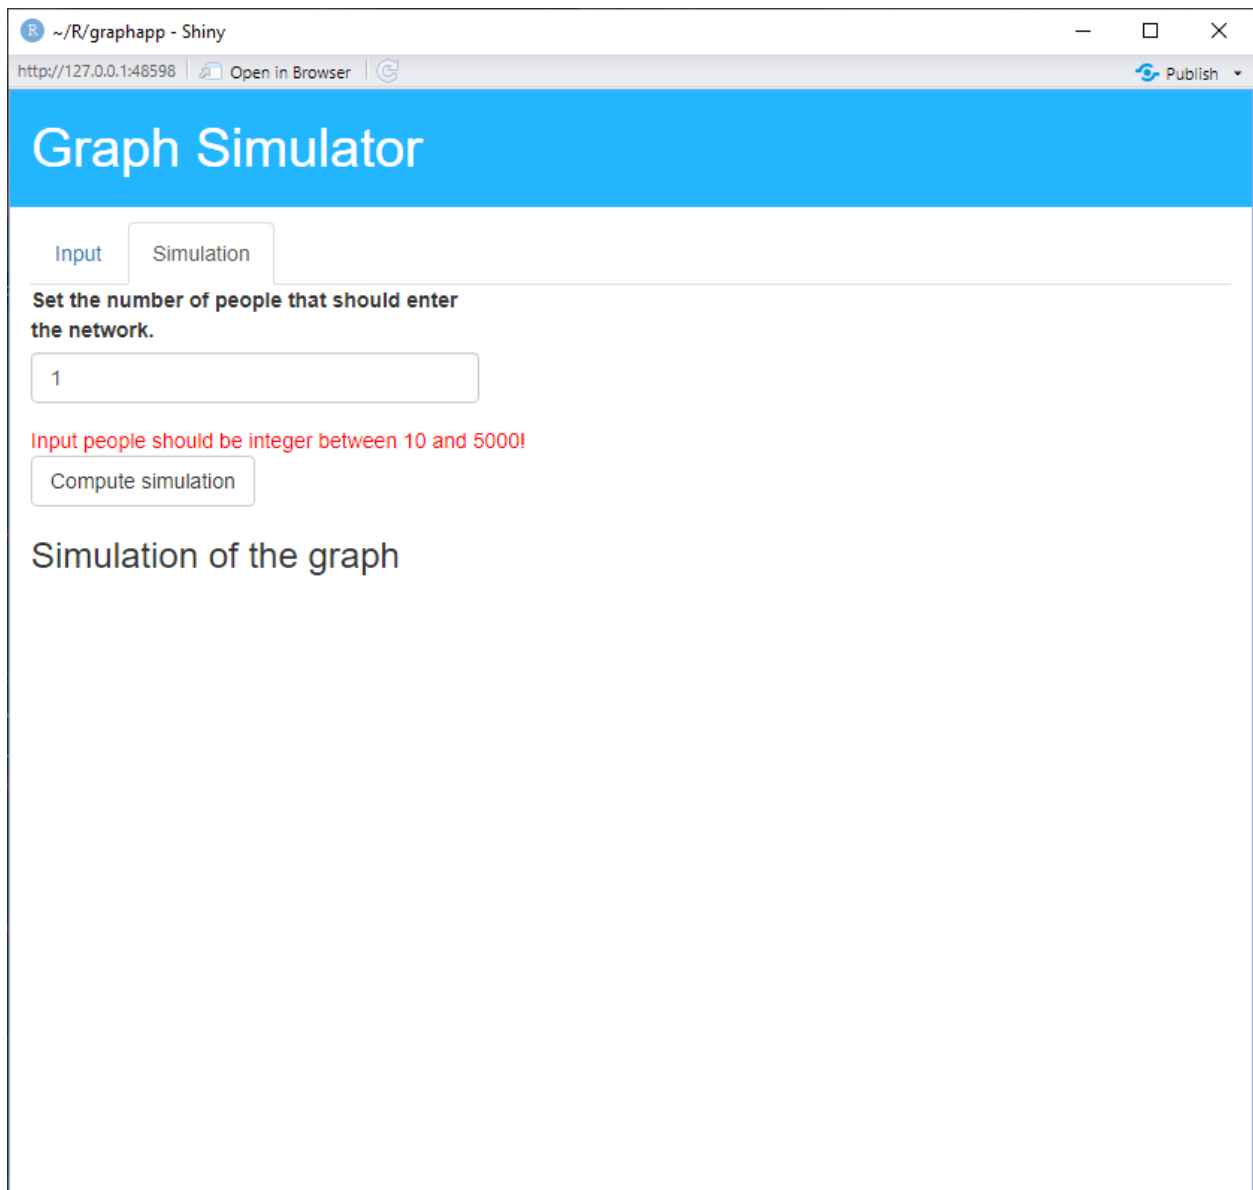 R ~/R/graphapp - Shiny
http://127.0.0.1:48598 Open in Browser Publish
Graph Simulator
Input Simulation
Set the number of people that should enter
the network.
1
Input people should be integer between 10 and 5000!
Compute simulation
Simulation of the graph